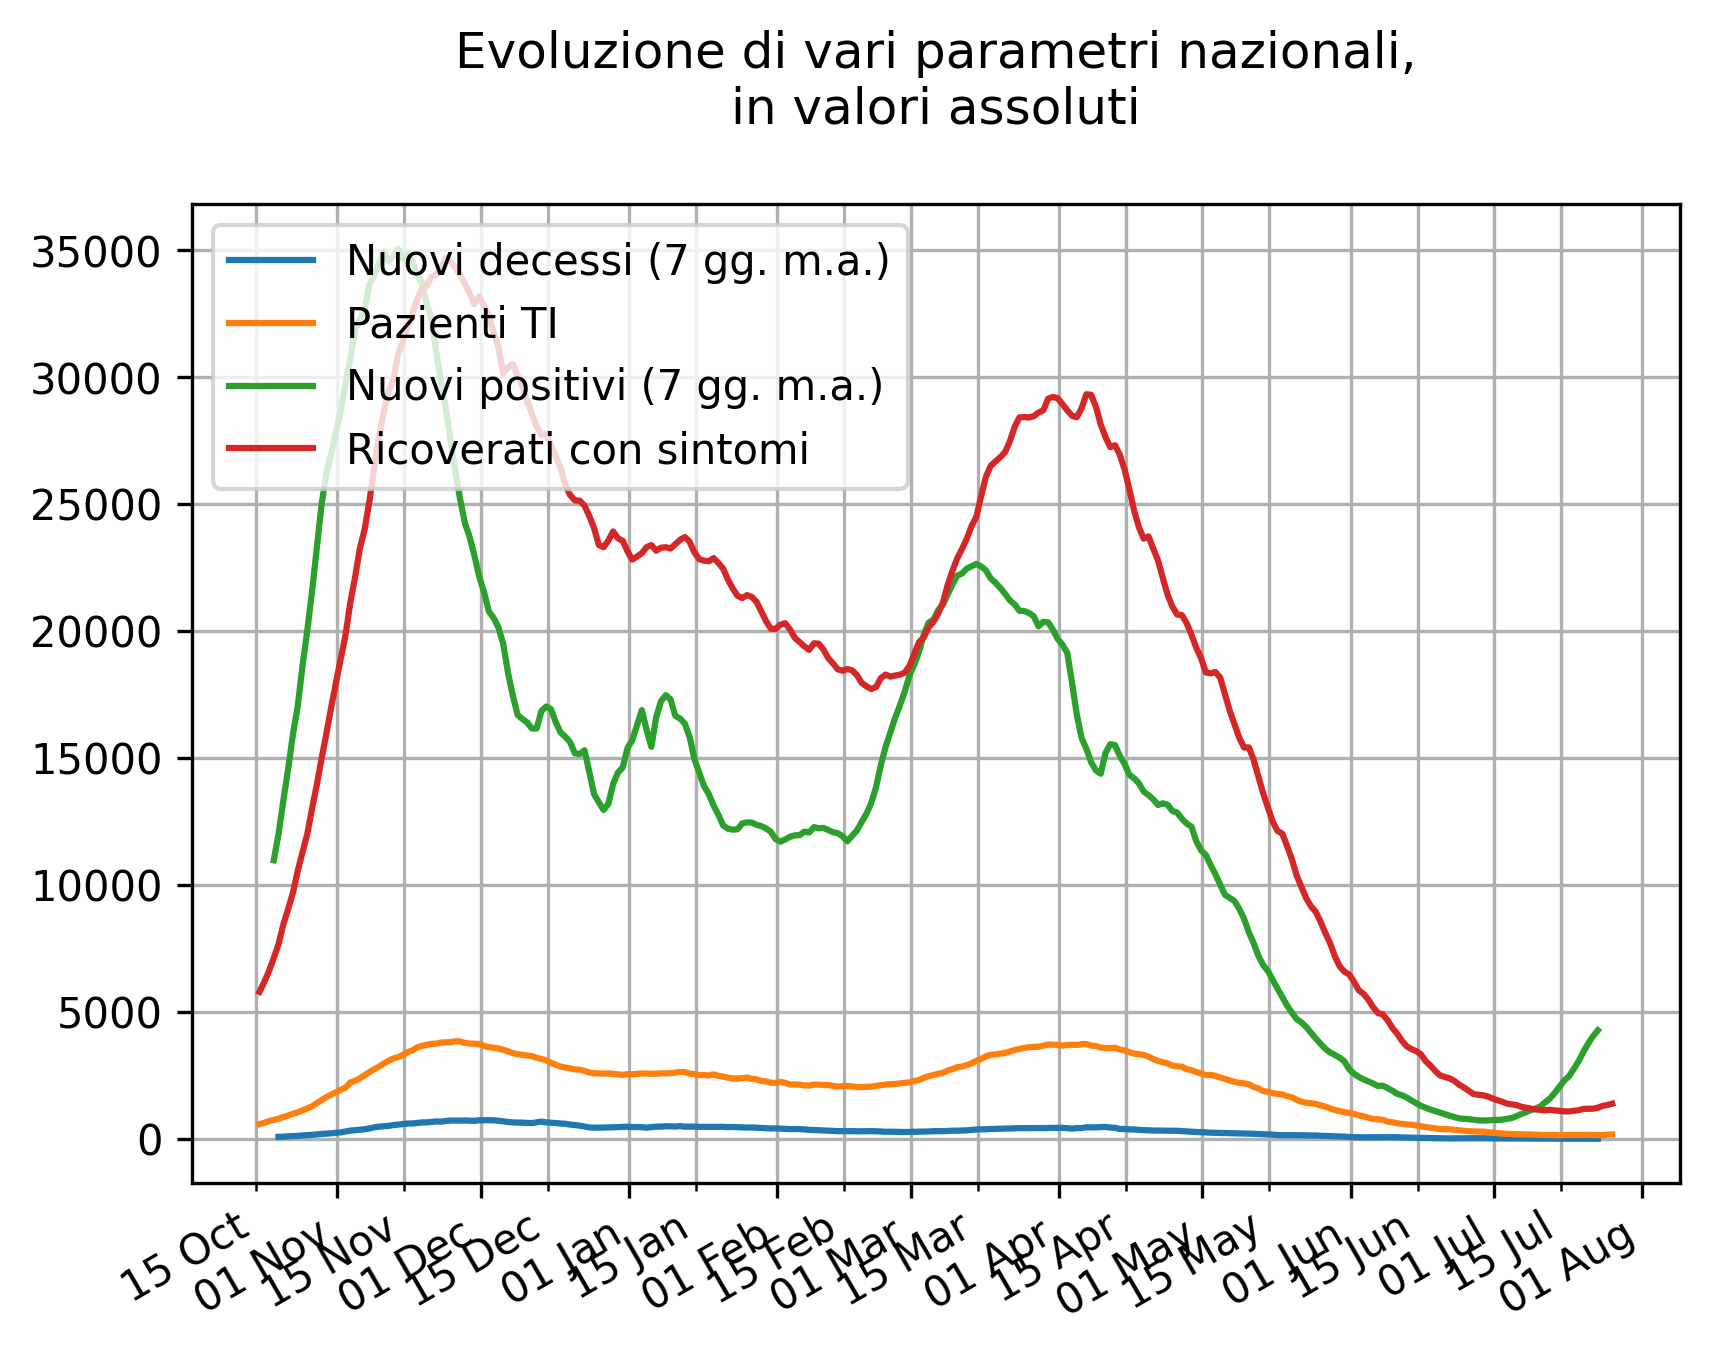 Evoluzione di vari parametri nazionali,
in valori assoluti
35000
30000
25000
20000
15000
10000
5000
0
Nuovi decessi (7 gg. m.a.)
Pazienti TI
Nuovi positivi (7 gg. m.a.)
Ricoverati con sintomi
15 Oct
01 Nov
15 Nov
01 Dec
15 Dec
01 Jan
15 Jan
01 Feb
15 Feb
01 Mar
15 Mar
01 Apr
15 Apr
01 May
15 May
01 Jun
15 Jun
01 Jul
15 Jul
01 Aug